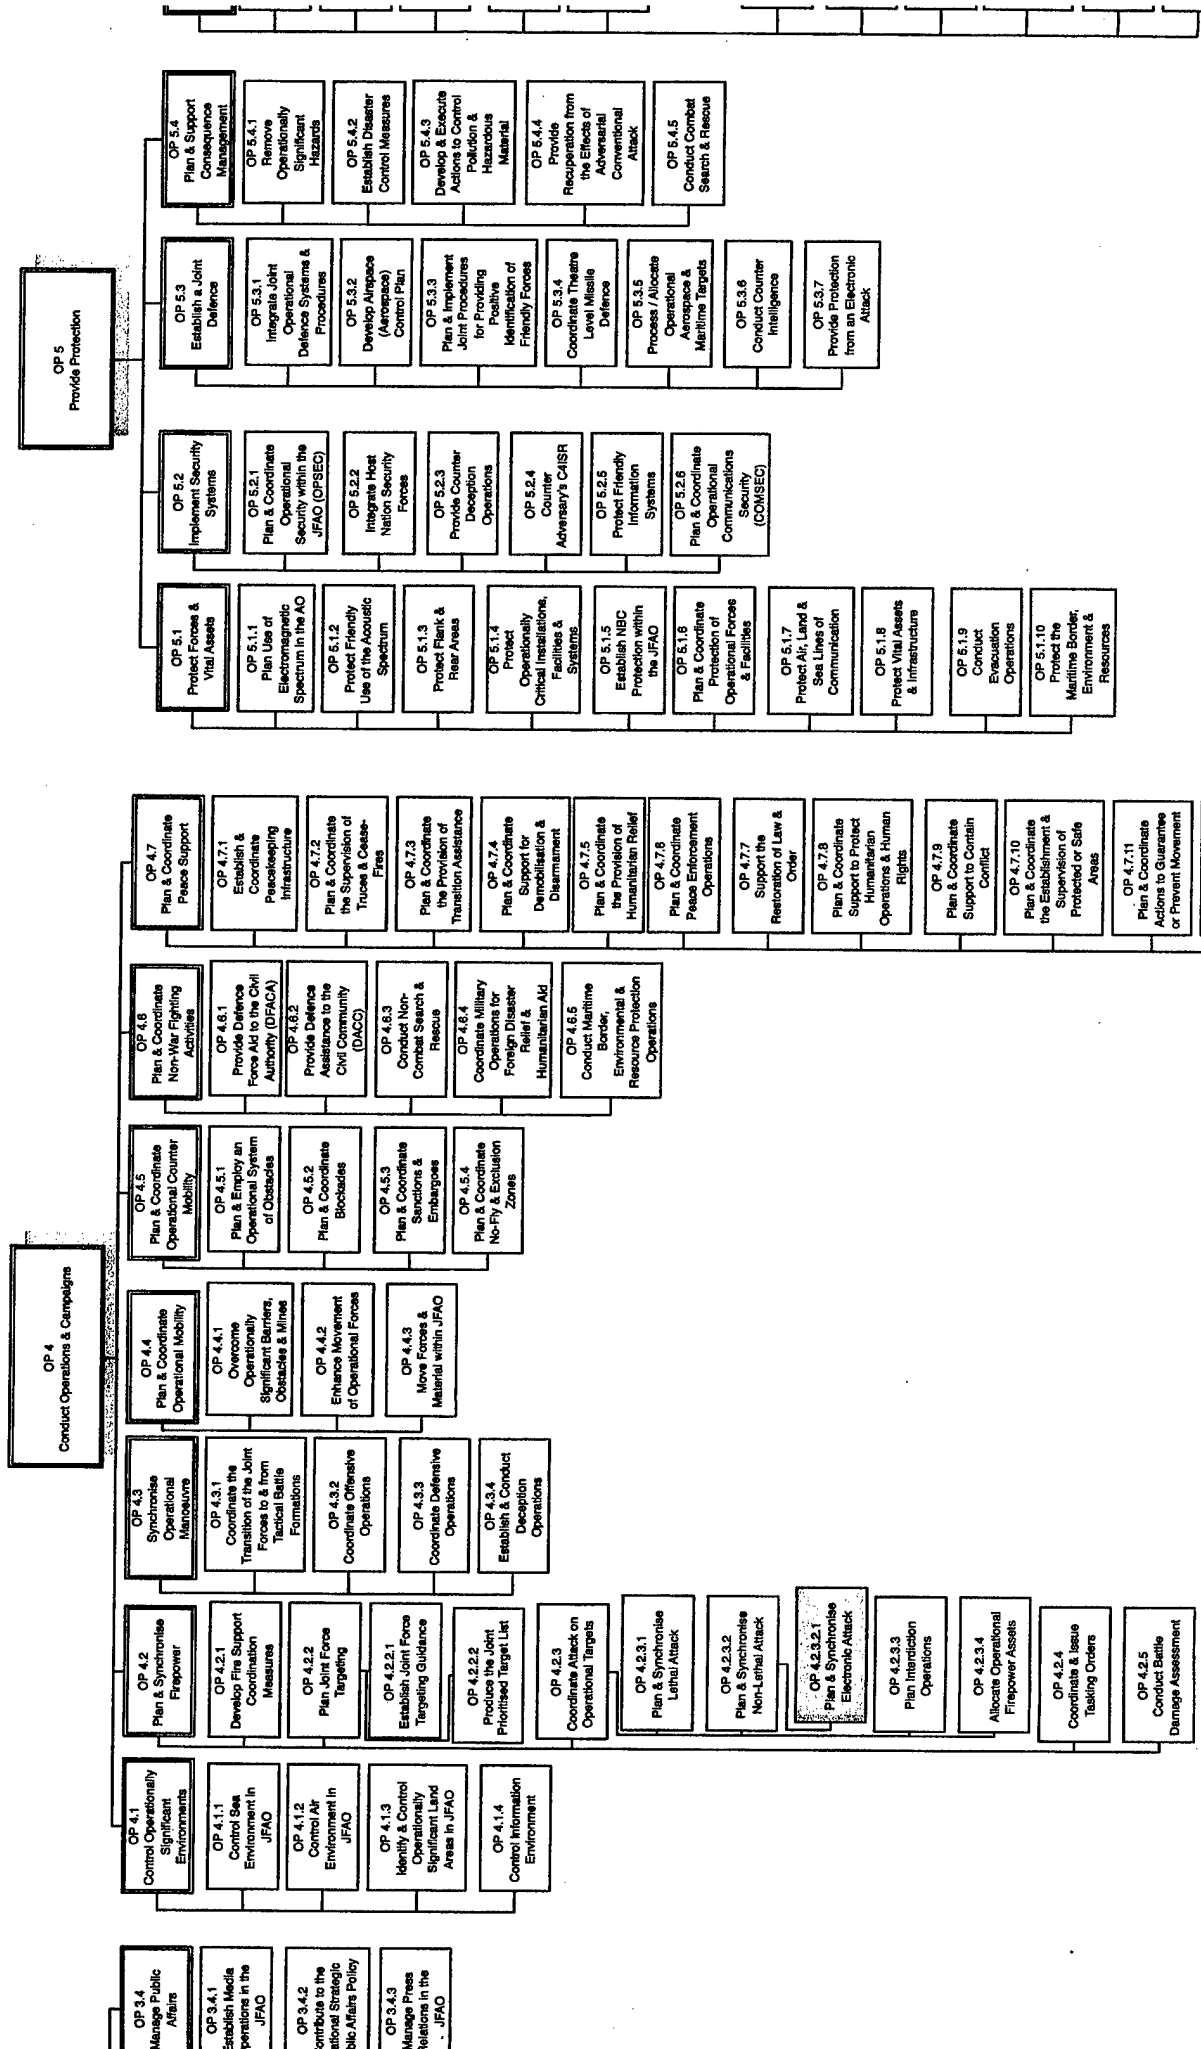 OP 3.4
Manage Public
Affairs
OP 3.4.1
Establish Media
perations in the
JFAO
OP 3.4.2
ontribute to the
ational Strategic
blic Affairs Policy
OP 3.4.3
Manage Press
Relations in the
JFAO
OP 4
Conduct Operations & Campaigns
OP 4.1
Control Operationally
Significant
Environments
OP 4.1.1
Control Sea
Environment in
JFAO
OP 4.1.2
Control Air
Environment in
JFAO
OP 4.1.3
Identify & Control
Operationally
Significant Land
Areas in JFAO
OP 4.1.4
Control Information
Environment
OP 4.2
Plan & Synchronise
Firepower
OP 4.2.1
Develop Fire Support
Coordination
Measures
OP 4.2.2
Plan Joint Force
Targeting
OP 4.2.2.1
Establish Joint Force
Targeting Guidance
OP 4.2.2.2
Produce the Joint
Prioritised Target List
OP 4.2.3
Coordinate Attack on
Operational Targets
OP 4.2.3.1
Plan & Synchronise
Lethal Attack
OP 4.2.3.2
Plan & Synchronise
Non-Lethal Attack
OP 4.2.3.2.1
Plan & Synchronise
Electronic Attack
OP 4.2.3.3
Plan Interdiction
Operations
OP 4.2.3.4
Allocate Operational
Firepower Assets
OP 4.2.4
Coordinate & Issue
Tasking Orders
OP 4.2.5
Conduct Battle
Damage Assessment
OP 4.3
Synchronise
Operational
Manoeuvre
OP 4.3.1
Coordinate the
Transition of the Joint
Forces to & from
Tactical Battle
Formations
OP 4.3.2
Coordinate Offensive
Operations
OP 4.3.3
Coordinate Defensive
Operations
OP 4.3.4
Establish & Conduct
Deception
Operations
OP 4.4
Plan & Coordinate
Operational Mobility
OP 4.4.1
Overcome
Operationally
Significant Barriers,
Obstacles & Mines
OP 4.4.2
Enhance Movement
of Operational Forces
OP 4.4.3
Move Forces &
Material within JFAO
OP 4.5
Plan & Coordinate
Operational Counter
Mobility
OP 4.5.1
Plan & Employ an
Operational System
of Obstacles
OP 4.5.2
Plan & Coordinate
Blockades
OP 4.5.3
Plan & Coordinate
Sanctions &
Embargoes
OP 4.5.4
Plan & Coordinate
No-Fly & Exclusion
Zones
OP 4.6
Plan & Coordinate
Non-War Fighting
Activities
OP 4.6.1
Provide Defence
Force Aid to the Civil
Authority (DFACA)
OP 4.6.2
Provide Defence
Assistance to the
Civil Community
(DACC)
OP 4.6.3
Conduct Non-
Combat Search &
Rescue
OP 4.6.4
Coordinate Military
Operations for
Foreign Disaster
Relief &
Humanitarian Aid
OP 4.6.5
Conduct Maritime
Border,
Environmental &
Resource Protection
Operations
OP 4.7
Plan & Coordinate
Peace Support
OP 4.7.1
Establish &
Coordinate
Peacekeeping
Infrastructure
OP 4.7.2
Plan & Coordinate
the Supervision of
Truces & Cease-
Fires
OP 4.7.3
Plan & Coordinate
the Provision of
Transition Assistance
OP 4.7.4
Plan & Coordinate
Support for
Demobilisation &
Disarmament
OP 4.7.5
Plan & Coordinate
the Provision of
Humanitarian Relief
OP 4.7.6
Plan & Coordinate
Peace Enforcement
Operations
OP 4.7.7
Support the
Restoration of Law &
Order
OP 4.7.8
Plan & Coordinate
Support to Protect
Humanitarian
Operations & Human
Rights
OP 4.7.9
Plan & Coordinate
Support to Contain
Conflict
OP 4.7.10
Plan & Coordinate
the Establishment &
Supervision of
Protected or Safe
Areas
OP 4.7.11
Plan & Coordinate
Actions to Guarantee
or Prevent Movement
OP 5
Provide Protection
OP 5.1
Protect Forces &
Vital Assets
OP 5.1.1
Plan Use of
Electromagnetic
Spectrum in the AO
OP 5.1.2
Protect Friendly
Use of the Acoustic
Spectrum
OP 5.1.3
Protect Flank &
Rear Areas
OP 5.1.4
Protect
Operationally
Critical Installations,
Facilities &
Systems
OP 5.1.5
Establish NBC
Protection within
the JFAO
OP 5.1.6
Plan & Coordinate
Protection of
Operational Forces
& Facilities
OP 5.1.7
Protect Air, Land &
Sea Lines of
Communication
OP 5.1.8
Protect Vital Assets
& Infrastructure
OP 5.1.9
Conduct
Evacuation
Operations
OP 5.1.10
Protect the
Maritime Border,
Environment &
Resources
OP 5.2
Implement Security
Systems
OP 5.2.1
Plan & Coordinate
Operational
Security within the
JFAO (OPSEC)
OP 5.2.2
Integrate Host
Nation Security
Forces
OP 5.2.3
Provide Counter
Deception
Operations
OP 5.2.4
Counter
Adversary's C4ISR
OP 5.2.5
Protect Friendly
Information
Systems
OP 5.2.6
Plan & Coordinate
Operational
Communications
Security
(COMSEC)
OP 5.3
Establish a Joint
Defence
OP 5.3.1
Integrate Joint
Operational
Defence Systems &
Procedures
OP 5.3.2
Develop Airspace
(Aerospace)
Control Plan
OP 5.3.3
Plan & Implement
Joint Procedures
for Providing
Positive
Identification of
Friendly Forces
OP 5.3.4
Coordinate Theatre
Level Missile
Defence
OP 5.3.5
Process / Allocate
Operational
Aerospace &
Maritime Targets
OP 5.3.6
Conduct Counter
Intelligence
OP 5.3.7
Provide Protection
from an Electronic
Attack
OP 5.4
Plan & Support
Consequence
Management
OP 5.4.1
Remove
Operationally
Significant
Hazards
OP 5.4.2
Establish Disaster
Control Measures
OP 5.4.3
Develop & Execute
Actions to Control
Pollution &
Hazardous
Material
OP 5.4.4
Provide
Recuperation from
the Effects of
Adversarial
Conventional
Attack
OP 5.4.5
Conduct Combat
Search & Rescue